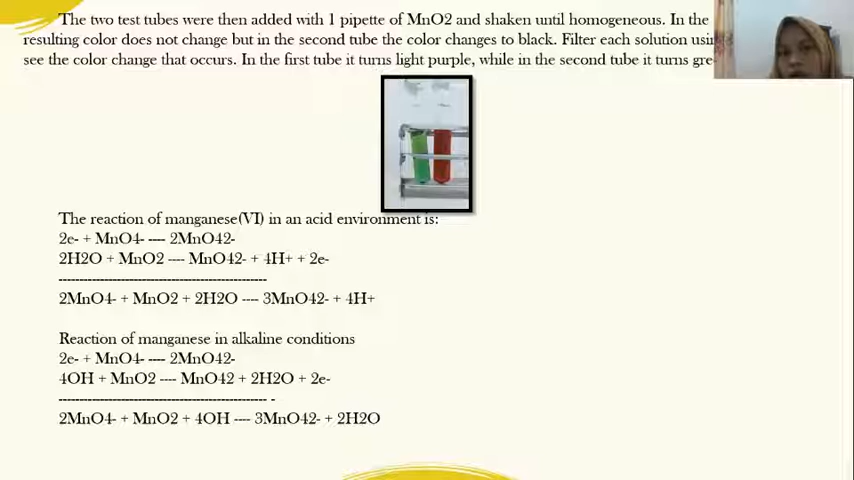 The two test tubes were then added with 1 pipette of MnO2 and shaken until homogeneous. In the
resulting color does not change but in the second tube the color changes to black. Filter each solution
see the color change that occurs. In the first tube it turns light purple, while in the second tube it turns
The reaction of manganese(VI) in an acid environment is:
2e- + MnO4- ---- 2MnO42-
2H2O + MnO2 ---- MnO42- + 4H+ + 2e-
--------------------------------------------------
2MnO4- + MnO2 + 2H2O ---- 3MnO42- + 4H+
Reaction of manganese in alkaline conditions
2e- + MnO4- ---- 2MnO42-
4OH + MnO2 ---- MnO42 + 2H2O + 2e-
-------------------------------------------------- -
2MnO4- + MnO2 + 4OH ---- 3MnO42- + 2H2O